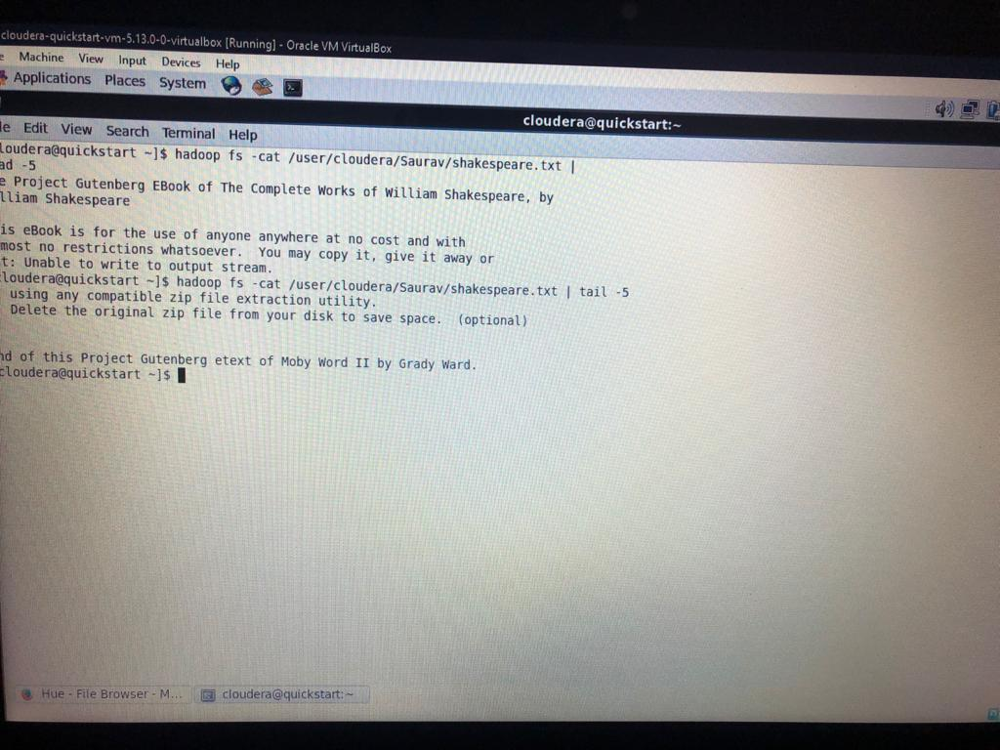 cloudera-quickstart-vm-5.13.0-0-virtualbox [Running] - Oracle VM VirtualBox
e Machine View Input Devices Help
Applications Places System
cloudera@quickstart:~
le Edit View Search Terminal Help
loudera@quickstart ~]$ hadoop fs -cat /user/cloudera/Saurav/shakespeare.txt |
ad -5
e Project Gutenberg EBook of The Complete Works of William Shakespeare, by
lliam Shakespeare
is eBook is for the use of anyone anywhere at no cost and with
most no restrictions whatsoever.  You may copy it, give it away or
t: Unable to write to output stream.
cloudera@quickstart ~]$ hadoop fs -cat /user/cloudera/Saurav/shakespeare.txt | tail -5
using any compatible zip file extraction utility.
Delete the original zip file from your disk to save space.  (optional)
nd of this Project Gutenberg etext of Moby Word II by Grady Ward.
cloudera@quickstart ~]$
Hue - File Browser - M... cloudera@quickstart:~